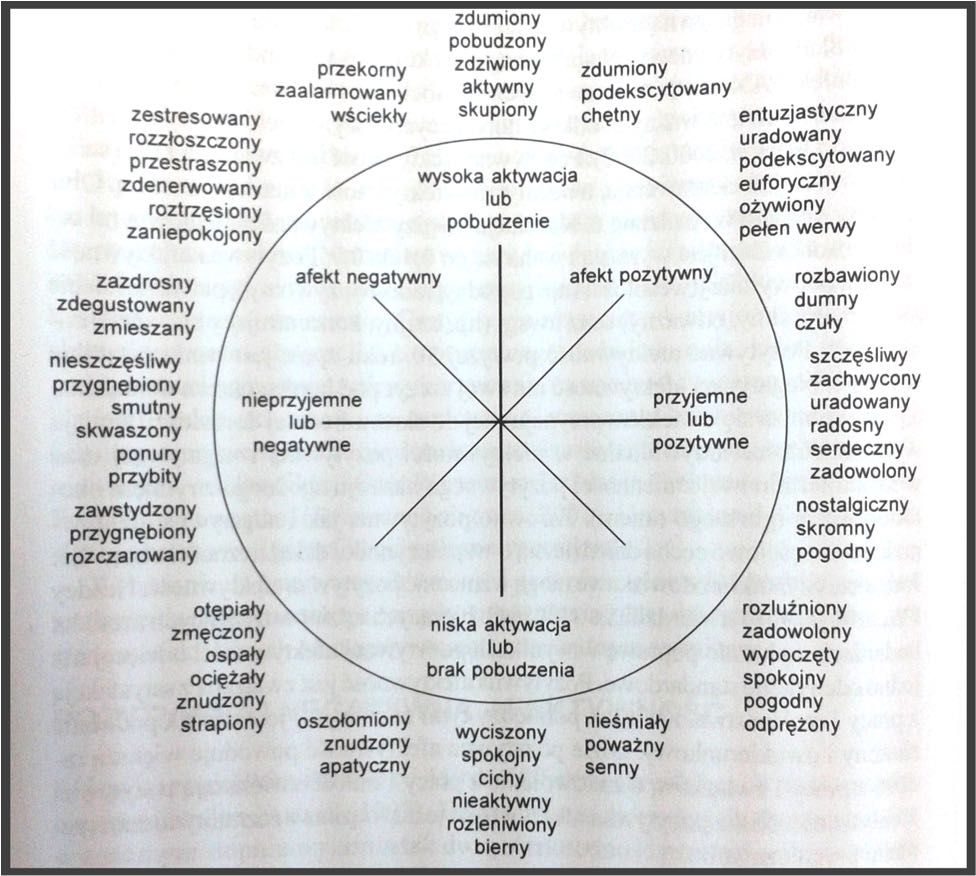 zdumiony
pobudzony
zdziwiony
aktywny
skupiony
zdumiony
podekscytowany
chętny
entuzjastyczny
uradowany
podekscytowany
euforyczny
ożywiony
pełen werwy
rozbawiony
dumny
czuły
szczęśliwy
zachwycony
uradowany
radosny
serdeczny
zadowolony
nostalgiczny
skromny
pogodny
rozluźniony
zadowolony
wypoczęty
spokojny
pogodny
odprężony
nieśmiały
poważny
senny
wyciszony
spokojny
cichy
nieaktywny
rozleniwiony
bierny
oszołomiony
znudzony
apatyczny
otępiały
zmęczony
ospały
ociężały
znudzony
strapiony
zawstydzony
przygnębiony
rozczarowany
nieszczęśliwy
przygnębiony
smutny
skwaszony
ponury
przybity
zazdrosny
zdegustowany
zmieszany
zestresowany
rozzłoszczony
przestraszony
zdenerwowany
roztrzęsiony
zaniepokojony
przekorny
zaalarmowany
wściekły
wysoka aktywacja
lub
pobudzenie
afekt negatywny
afekt pozytywny
nieprzyjemne
lub
negatywne
przyjemne
lub
pozytywne
niska aktywacja
lub
brak pobudzenia